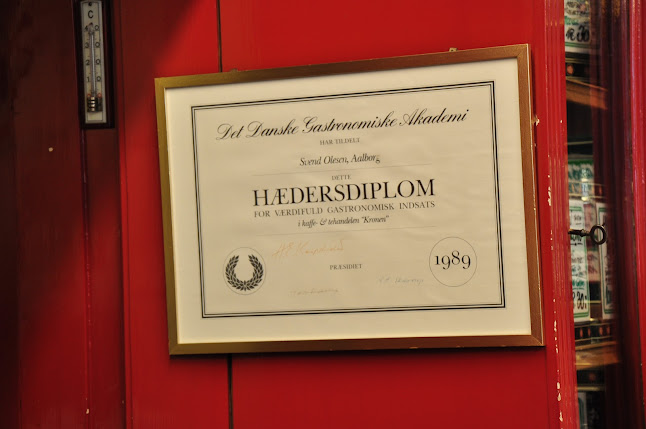 Det Danske Gastronomiske Akademi
HAR TILDELT
Svend Olesen, Aalborg
DETTE
HÆDERSDIPLOM
FOR VÆRDIFULD GASTRONOMISK INDSATS
i kaffe- & tehandelen "Kronen"
PRÆSIDIET
1989